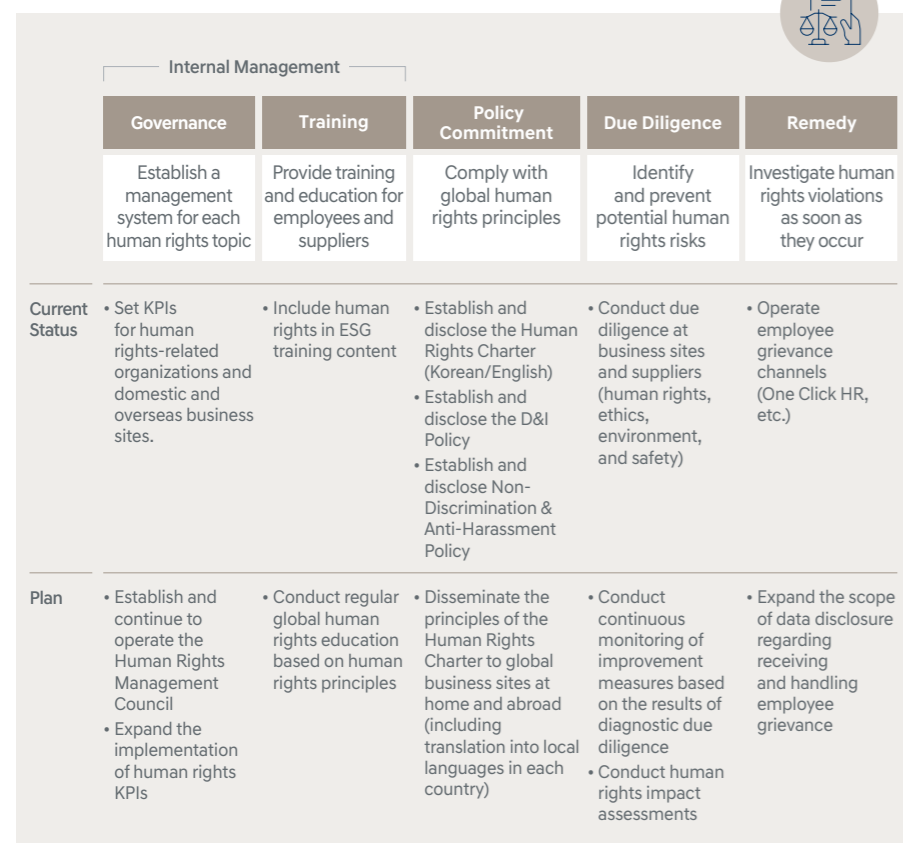 Internal Management
Governance
Training
Policy
Commitment
Due Diligence
Remedy
Establish a
management
system for each
human rights topic
Provide training
and education for
employees and
suppliers
Comply with
global human
rights principles
Identify
and prevent
potential human
rights risks
Investigate human
rights violations
as soon as
they occur
Current
Status
• Set KPIs
for human
rights-related
organizations and
domestic and
overseas business
sites.
• Include human
rights in ESG
training content
• Establish and
disclose the Human
Rights Charter
(Korean/English)
• Establish and
disclose the D&I
Policy
• Establish and
disclose Non-
Discrimination &
Anti-Harassment
Policy
• Conduct due
diligence at
business sites
and suppliers
(human rights,
ethics,
environment,
and safety)
• Operate
employee
grievance
channels
(One Click HR,
etc.)
Plan
• Establish and
continue to
operate the
Human Rights
Management
Council
• Expand the
implementation
of human rights
KPIs
• Conduct regular
global human
rights education
based on human
rights principles
• Disseminate the
principles of the
Human Rights
Charter to global
business sites at
home and abroad
(including
translation into local
languages in each
country)
• Conduct
continuous
monitoring of
improvement
measures based
on the results of
diagnostic due
diligence
• Conduct human
rights impact
assessments
• Expand the scope
of data disclosure
regarding
receiving
and handling
employee
grievance